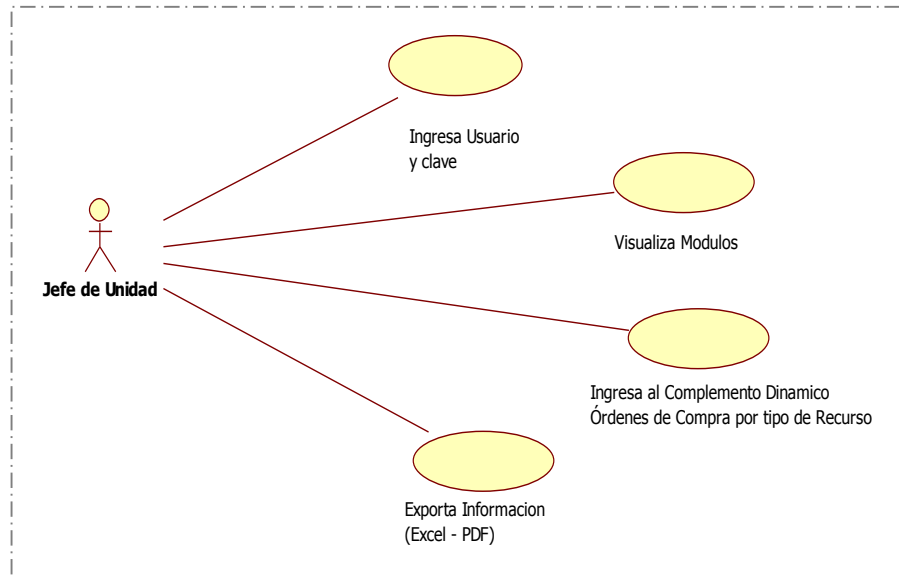 Ingresa Usuario
y clave
Visualiza Modulos
Jefe de Unidad
Ingresa al Complemento Dinamico
Órdenes de Compra por tipo de Recurso
Exporta Informacion
(Excel - PDF)